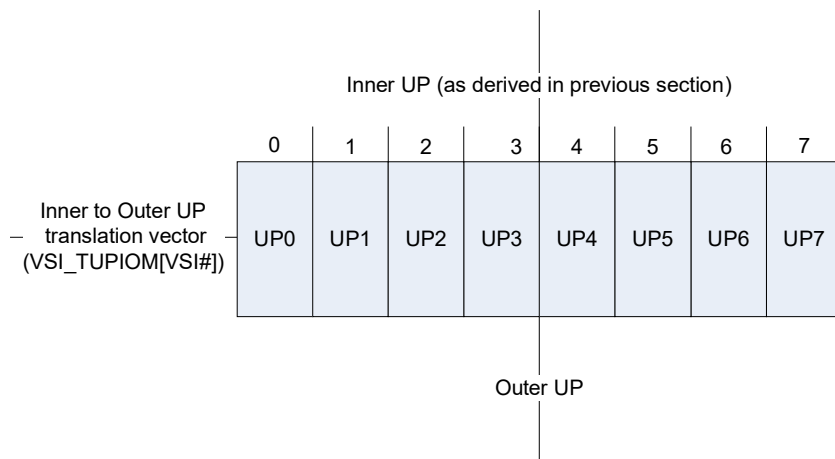 Inner UP (as derived in previous section)
0 1 2 3 4 5 6 7
Inner to Outer UP
translation vector
(VSI_TUPIOM[VSI#])
UP0 UP1 UP2 UP3 UP4 UP5 UP6 UP7
Outer UP